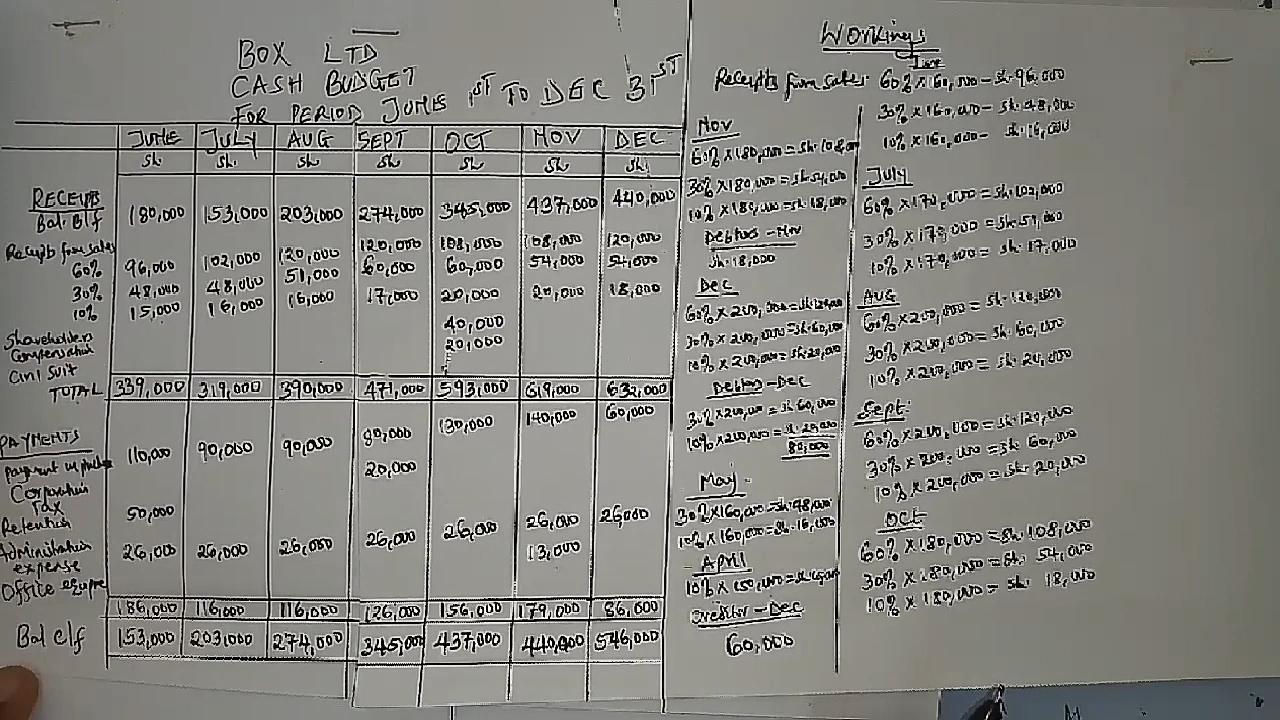 BOX LTD
CASH BUDGET
FOR PERIOD JUNE 1ST TO DEC 31ST
JUNE JULY AUG SEPT OCT NOV DEC
sh. sh. sh sh sh sh sh.
RECEIPTS
Bal. B/f 180,000 153,000 203,000 274,000 345,000 437,000 440,000
Receipts from sales
60% 96,000 102,000 120,000 120,000 108,000 108,000 120,000
30% 48,000 48,000 51,000 60,000 60,000 54,000 54,000
10% 15,000 16,000 16,000 17,000 20,000 20,000 18,000
Shareholders 40,000
Compensation 20,000
Civil Suit
TOTAL 339,000 319,000 390,000 471,000 593,000 619,000 632,000
PAYMENTS
Payment 110,000 90,000 90,000 80,000 130,000 140,000 60,000
Corporation 20,000
Tax
Retention 50,000
Administration 26,000 26,000 26,000 26,000 26,000 26,000 26,000
expense
Office 13,000
186,000 116,000 116,000 126,000 156,000 179,000 86,000
Bal c/f 153,000 203,000 274,000 345,000 437,000 440,000 546,000
Nov
60% x 180,000 = sh. 108,000
30% x 180,000 = sh. 54,000
10% x 180,000 = sh. 18,000
Debtors - Nov
sh. 18,000
Dec
60% x 200,000 = sh. 120,000
30% x 200,000 = sh. 60,000
10% x 200,000 = sh. 20,000
Debtors - Dec
30% x 200,000 = sh 60,000
10% x 200,000 = sh. 20,000
80,000
May.
30% x 160,000 = sh. 48,000
10% x 160,000 = sh. 16,000
April
10% x 150,000 =
Creditor - Dec
60,000
Workings
June
Receipts from sales: 60% x 160,000 - sh. 96,000
30% x 160,000 - sh. 48,000
10% x 160,000 - sh. 16,000
July
60% x 170,000 = sh. 102,000
30% x 170,000 = sh. 51,000
10% x 170,000 = sh. 17,000
AUG
60% x 200,000 = sh. 120,000
30% x 200,000 = sh. 60,000
10% x 200,000 = sh. 20,000
Sept:
60% x 200,000 = sh. 120,000
30% x 200,000 = sh 60,000
10% x 200,000 = sh. 20,000
OCT
60% x 180,000 = sh. 108,000
30% x 180,000 = sh. 54,000
10% x 180,000 = sh. 18,000